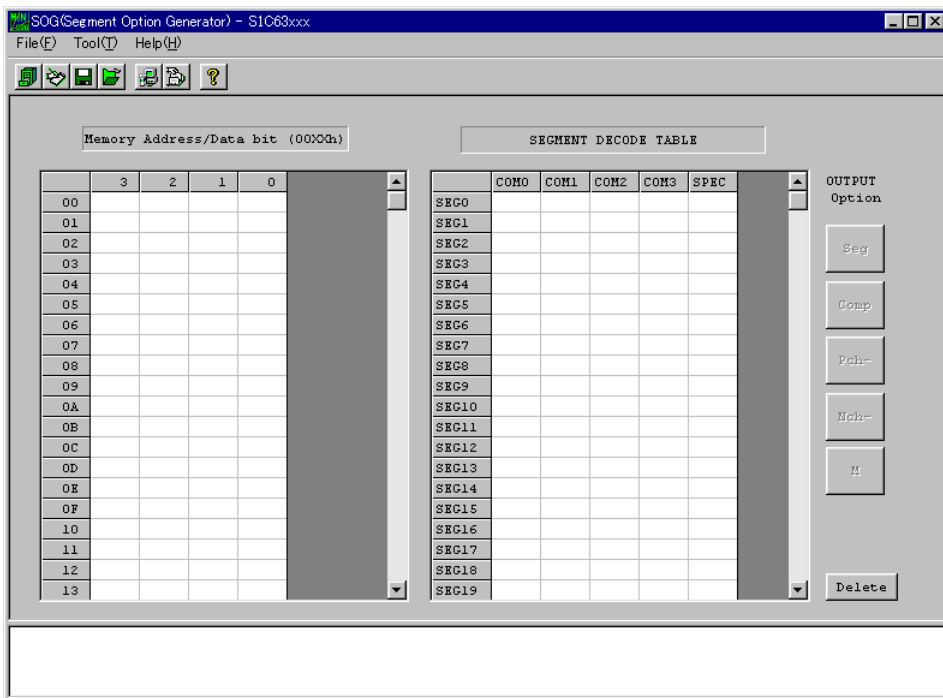 SOG(Segment Option Generator) - S1C63xxx
File(F) Tool(T) Help(H)
Memory Address/Data bit (00XXh)
SEGMENT DECODE TABLE
3 2 1 0
COM0 COM1 COM2 COM3 SPEC
OUTPUT
Option
00 SEG0
01 SEG1
02 SEG2
Seg
03 SEG3
04 SEG4
05 SEG5
Comp
06 SEG6
07 SEG7
08 SEG8
Pch-
09 SEG9
0A SEG10
0B SEG11
Nch-
0C SEG12
0D SEG13
M
0E SEG14
0F SEG15
10 SEG16
11 SEG17
12 SEG18
13 SEG19
Delete